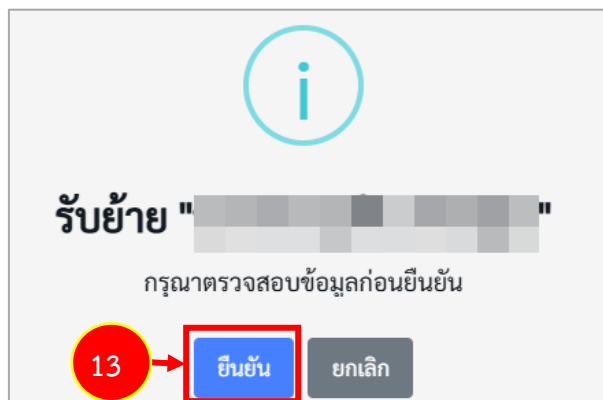 i
รับย้าย " "
กรุณาตรวจสอบข้อมูลก่อนยืนยัน
13 ยืนยัน ยกเลิก